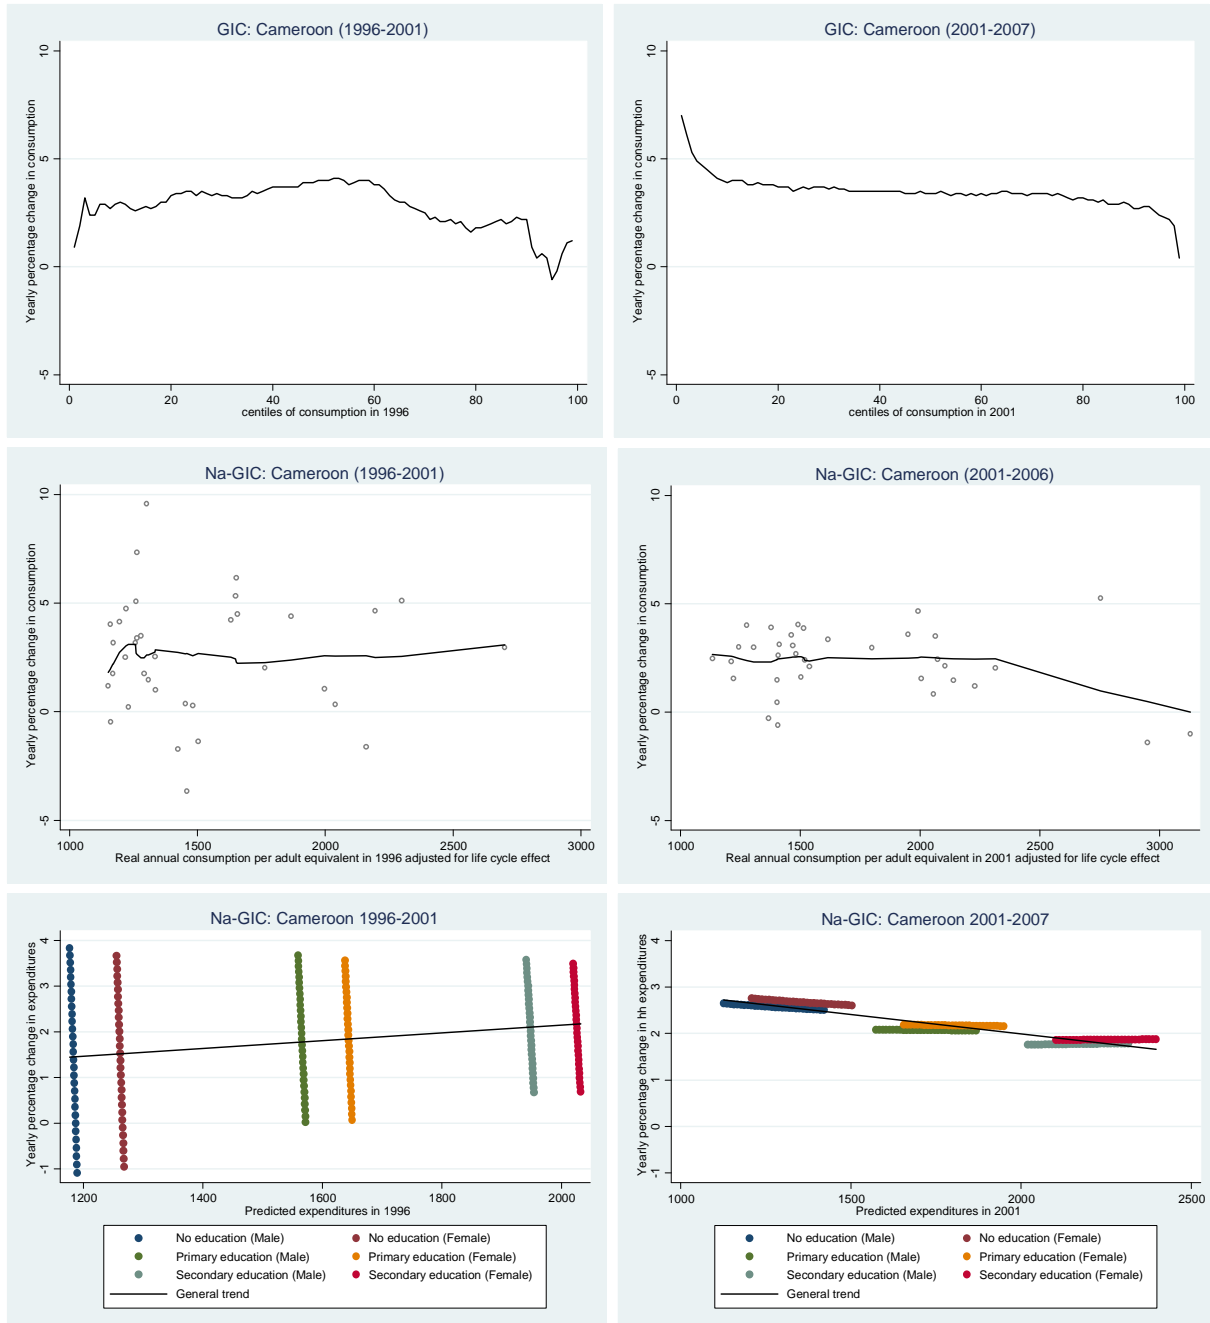 GIC: Cameroon (1996-2001)
Yearly percentage change in consumption
10
5
0
-5
0 20 40 60 80 100
centiles of consumption in 1996
GIC: Cameroon (2001-2007)
Yearly percentage change in consumption
10
5
0
-5
0 20 40 60 80 100
centiles of consumption in 2001
Na-GIC: Cameroon (1996-2001)
Yearly percentage change in consumption
10
5
0
-5
1000 1500 2000 2500 3000
Real annual consumption per adult equivalent in 1996 adjusted for life cycle effect
Na-GIC: Cameroon (2001-2006)
Yearly percentage change in consumption
10
5
0
-5
1000 1500 2000 2500 3000
Real annual consumption per adult equivalent in 2001 adjusted for life cycle effect
Na-GIC: Cameroon 1996-2001
Yearly percentage change in expenditures
4
3
2
1
0
-1
1200 1400 1600 1800 2000
Predicted expenditures in 1996
No education (Male) No education (Female)
Primary education (Male) Primary education (Female)
Secondary education (Male) Secondary education (Female)
General trend
Na-GIC: Cameroon 2001-2007
Yearly percentage change in hh expenditures
4
3
2
1
0
-1
1000 1500 2000 2500
Predicted expenditures in 2001
No education (Male) No education (Female)
Primary education (Male) Primary education (Female)
Secondary education (Male) Secondary education (Female)
General trend